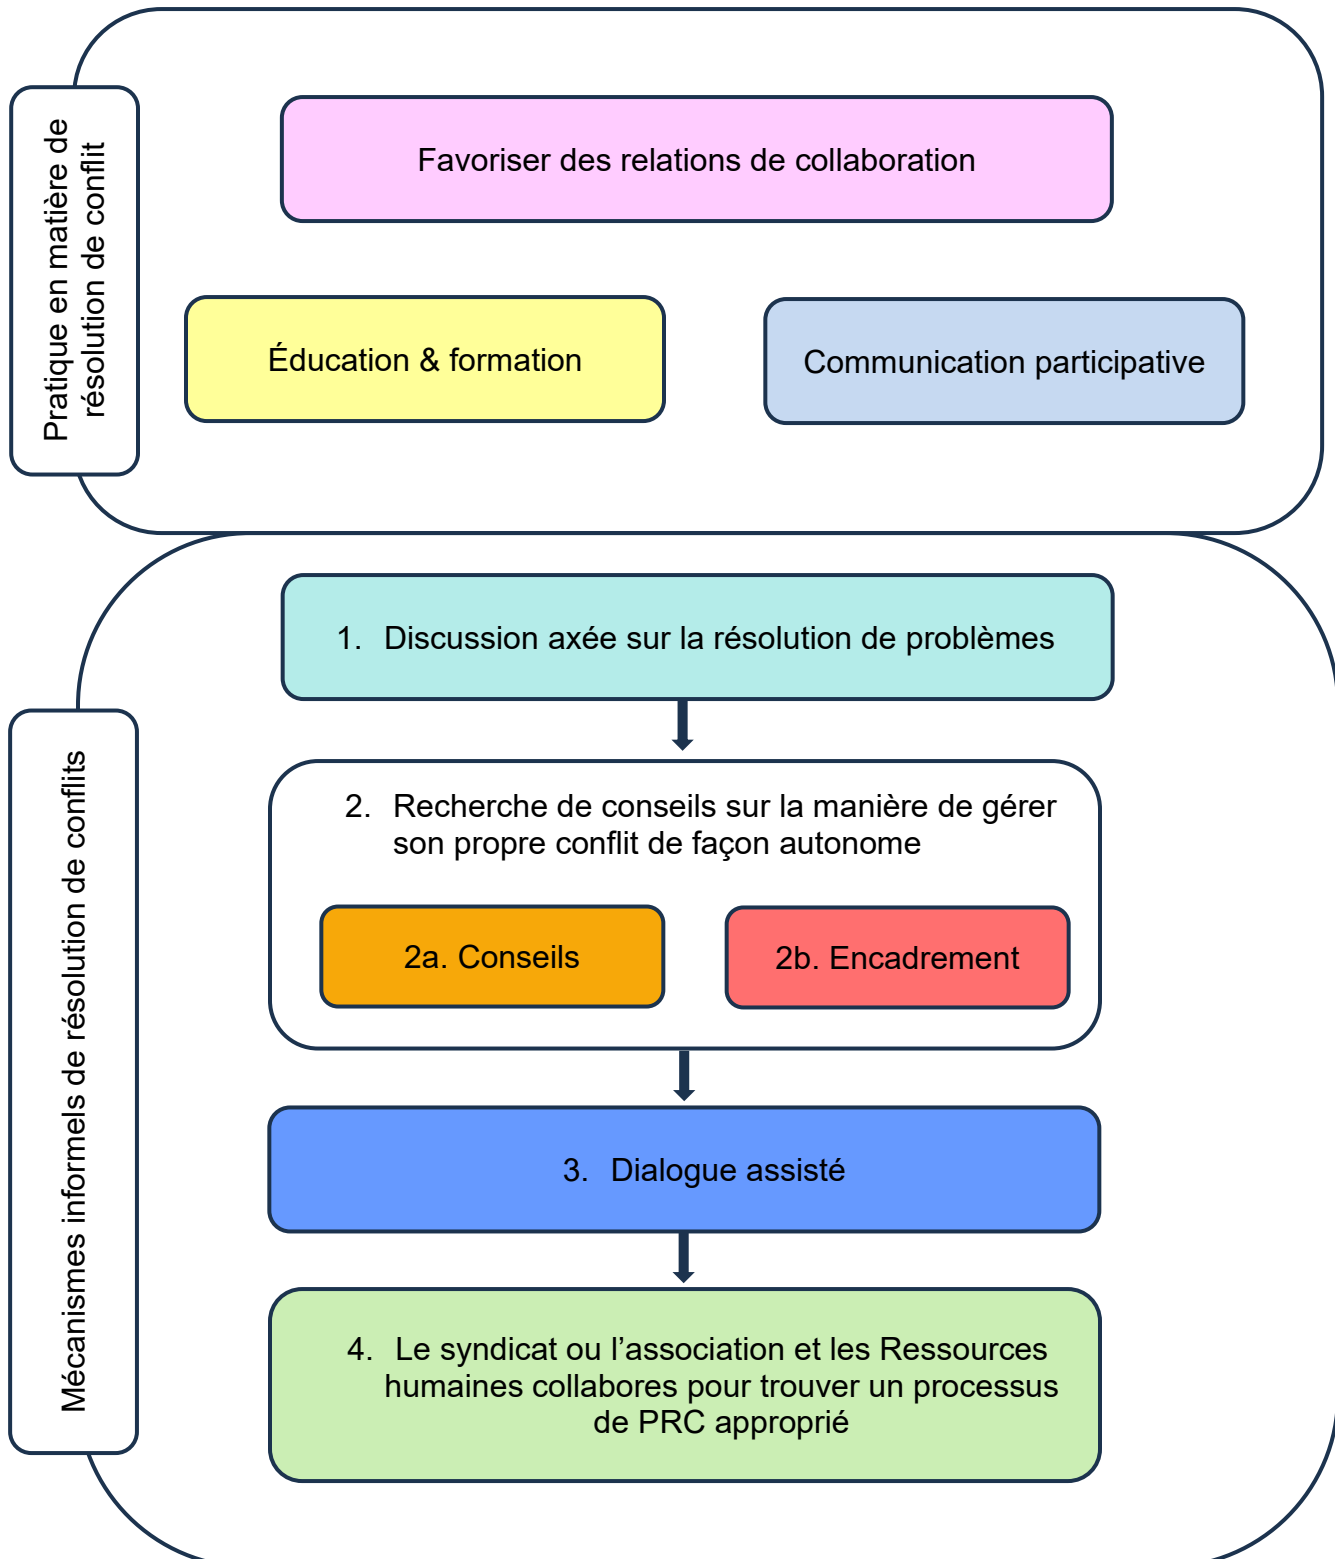 Pratique en matière de
résolution de conflit
Favoriser des relations de collaboration
Éducation & formation
Communication participative
Mécanismes informels de résolution de conflits
1. Discussion axée sur la résolution de problèmes
2. Recherche de conseils sur la manière de gérer
son propre conflit de façon autonome
2a. Conseils
2b. Encadrement
3. Dialogue assisté
4. Le syndicat ou l’association et les Ressources
humaines collabores pour trouver un processus
de PRC approprié